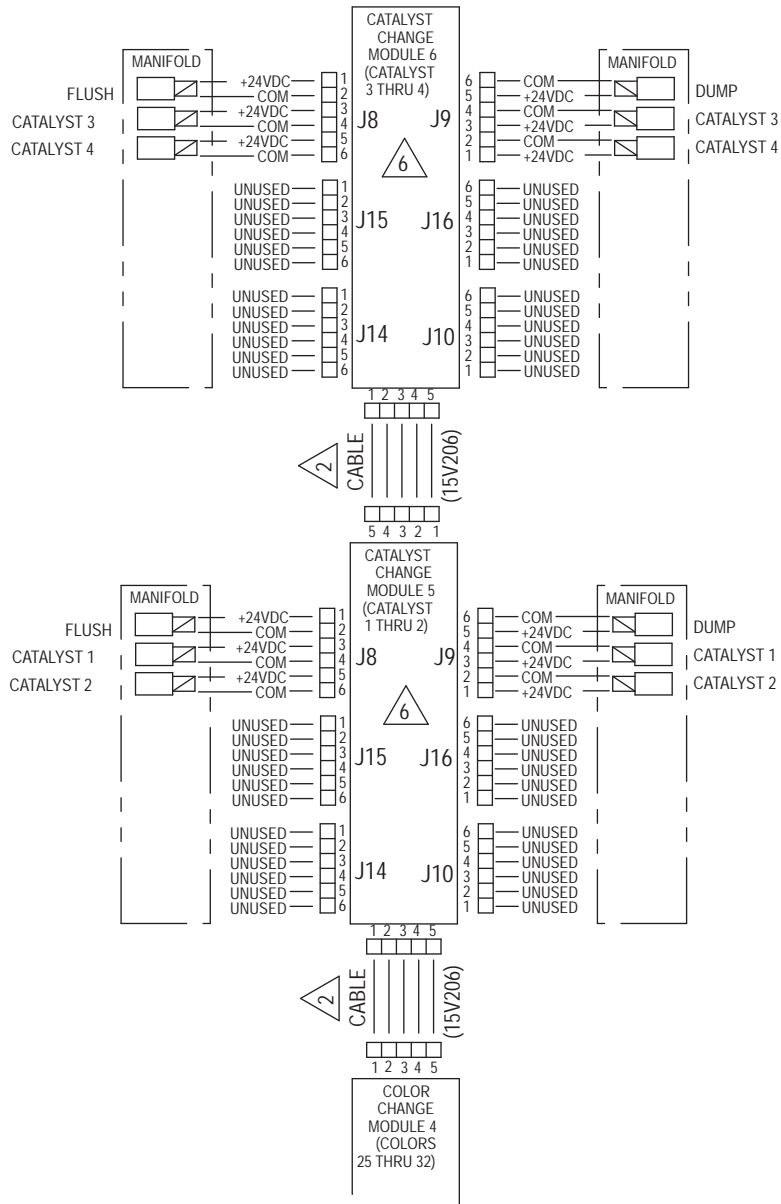 CATALYST
CHANGE
MODULE 6
(CATALYST
3 THRU 4)
MANIFOLD
FLUSH
CATALYST 3
CATALYST 4
+24VDC 1
COM 2
+24VDC 3
COM 4
+24VDC 5
COM 6
J8
J9
6 COM
5 +24VDC
4 COM
3 +24VDC
2 COM
1 +24VDC
MANIFOLD
DUMP
CATALYST 3
CATALYST 4
6
UNUSED 1
UNUSED 2
UNUSED 3
UNUSED 4
UNUSED 5
UNUSED 6
J15
J16
6 UNUSED
5 UNUSED
4 UNUSED
3 UNUSED
2 UNUSED
1 UNUSED
UNUSED 1
UNUSED 2
UNUSED 3
UNUSED 4
UNUSED 5
UNUSED 6
J14
J10
6 UNUSED
5 UNUSED
4 UNUSED
3 UNUSED
2 UNUSED
1 UNUSED
1 2 3 4 5
2
CABLE
(15V206)
5 4 3 2 1
CATALYST
CHANGE
MODULE 5
(CATALYST
1 THRU 2)
MANIFOLD
FLUSH
CATALYST 1
CATALYST 2
+24VDC 1
COM 2
+24VDC 3
COM 4
+24VDC 5
COM 6
J8
J9
6 COM
5 +24VDC
4 COM
3 +24VDC
2 COM
1 +24VDC
MANIFOLD
DUMP
CATALYST 1
CATALYST 2
6
UNUSED 1
UNUSED 2
UNUSED 3
UNUSED 4
UNUSED 5
UNUSED 6
J15
J16
6 UNUSED
5 UNUSED
4 UNUSED
3 UNUSED
2 UNUSED
1 UNUSED
UNUSED 1
UNUSED 2
UNUSED 3
UNUSED 4
UNUSED 5
UNUSED 6
J14
J10
6 UNUSED
5 UNUSED
4 UNUSED
3 UNUSED
2 UNUSED
1 UNUSED
1 2 3 4 5
2
CABLE
(15V206)
1 2 3 4 5
COLOR
CHANGE
MODULE 4
(COLORS
25 THRU 32)